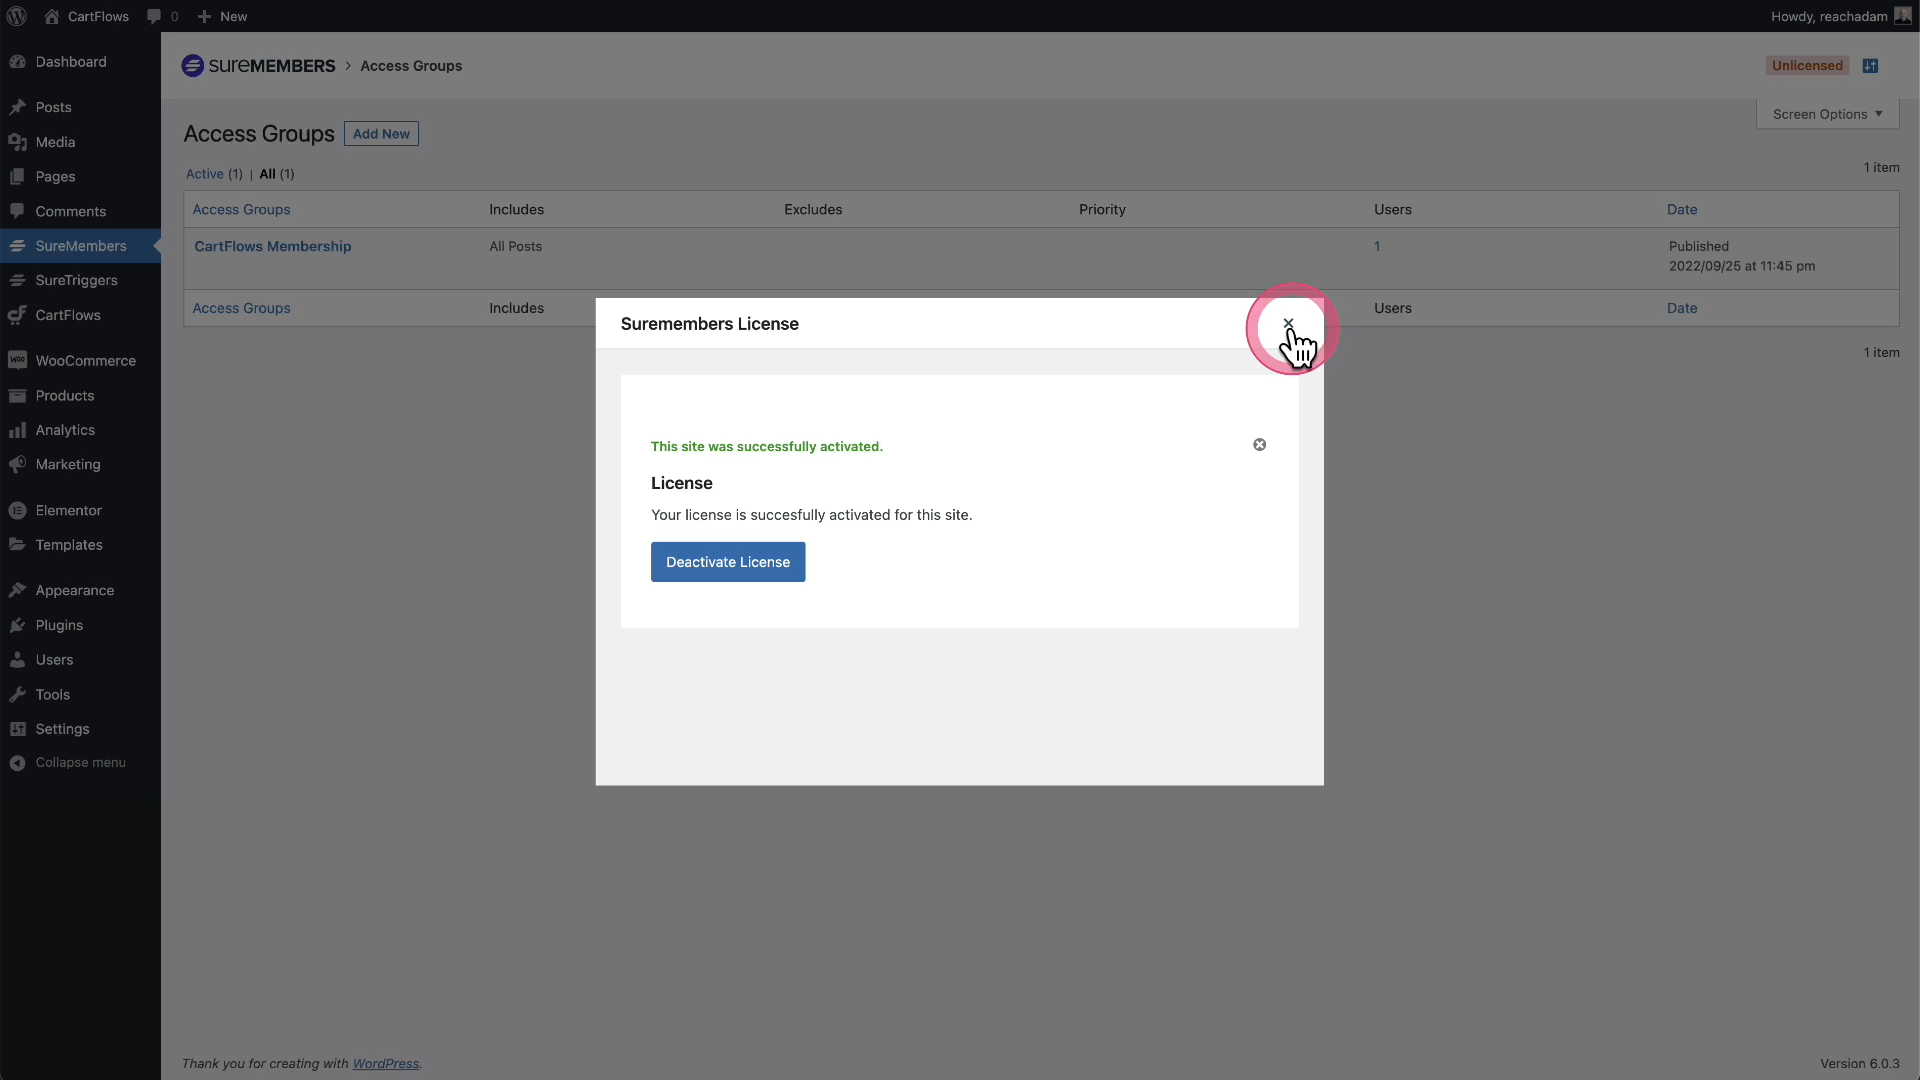 CartFlows 0 New
Howdy, reachadam
Dashboard
Posts
Media
Pages
Comments
SureMembers
SureTriggers
CartFlows
WooCommerce
Products
Analytics
Marketing
Elementor
Templates
Appearance
Plugins
Users
Tools
Settings
Collapse menu
SUREMEMBERS > Access Groups
Unlicensed
Screen Options
Access Groups Add New
Active (1) | All (1)
1 item
Access Groups Includes Excludes Priority Users Date
CartFlows Membership All Posts 1 Published
2022/09/25 at 11:45 pm
Access Groups Includes Users Date
1 item
Suremembers License
This site was successfully activated.
License
Your license is succesfully activated for this site.
Deactivate License
Thank you for creating with WordPress.
Version 6.0.3